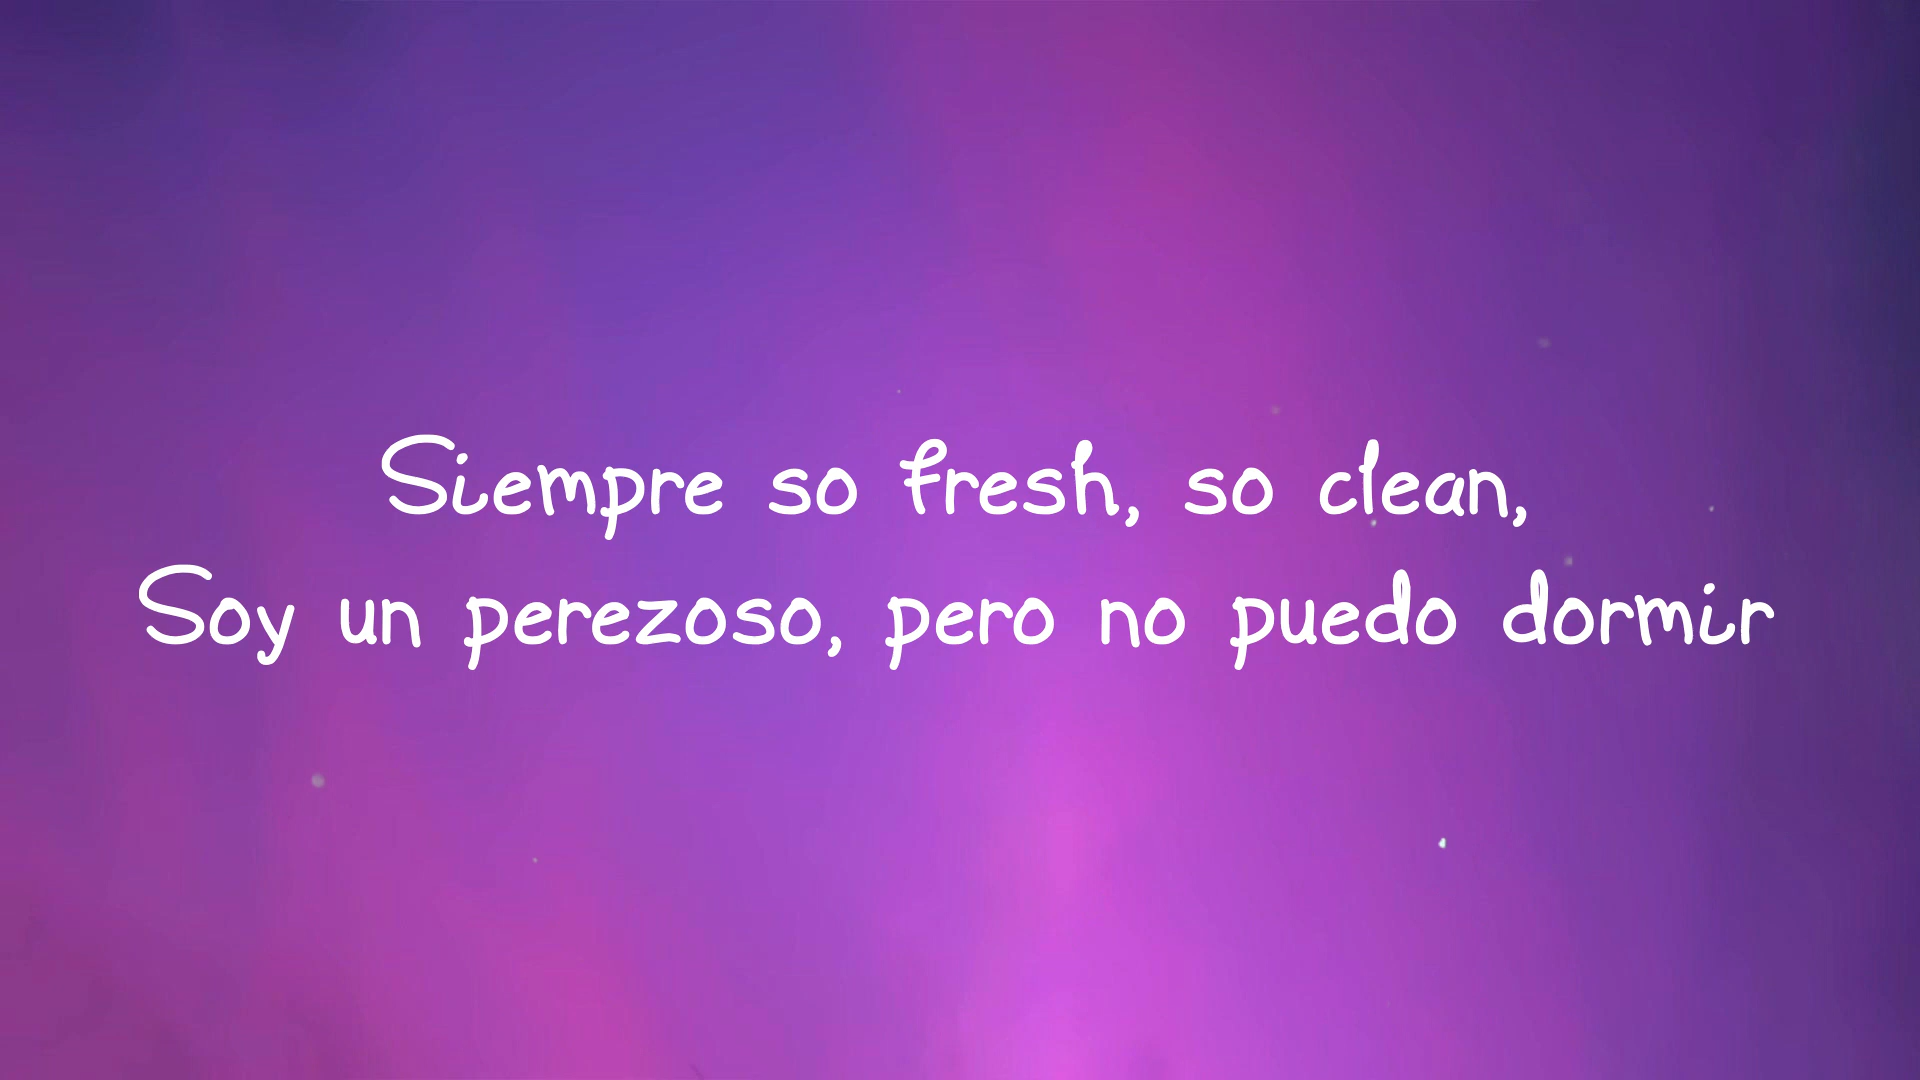 Siempre so fresh, so clean,
Soy un perezoso, pero no puedo dormir